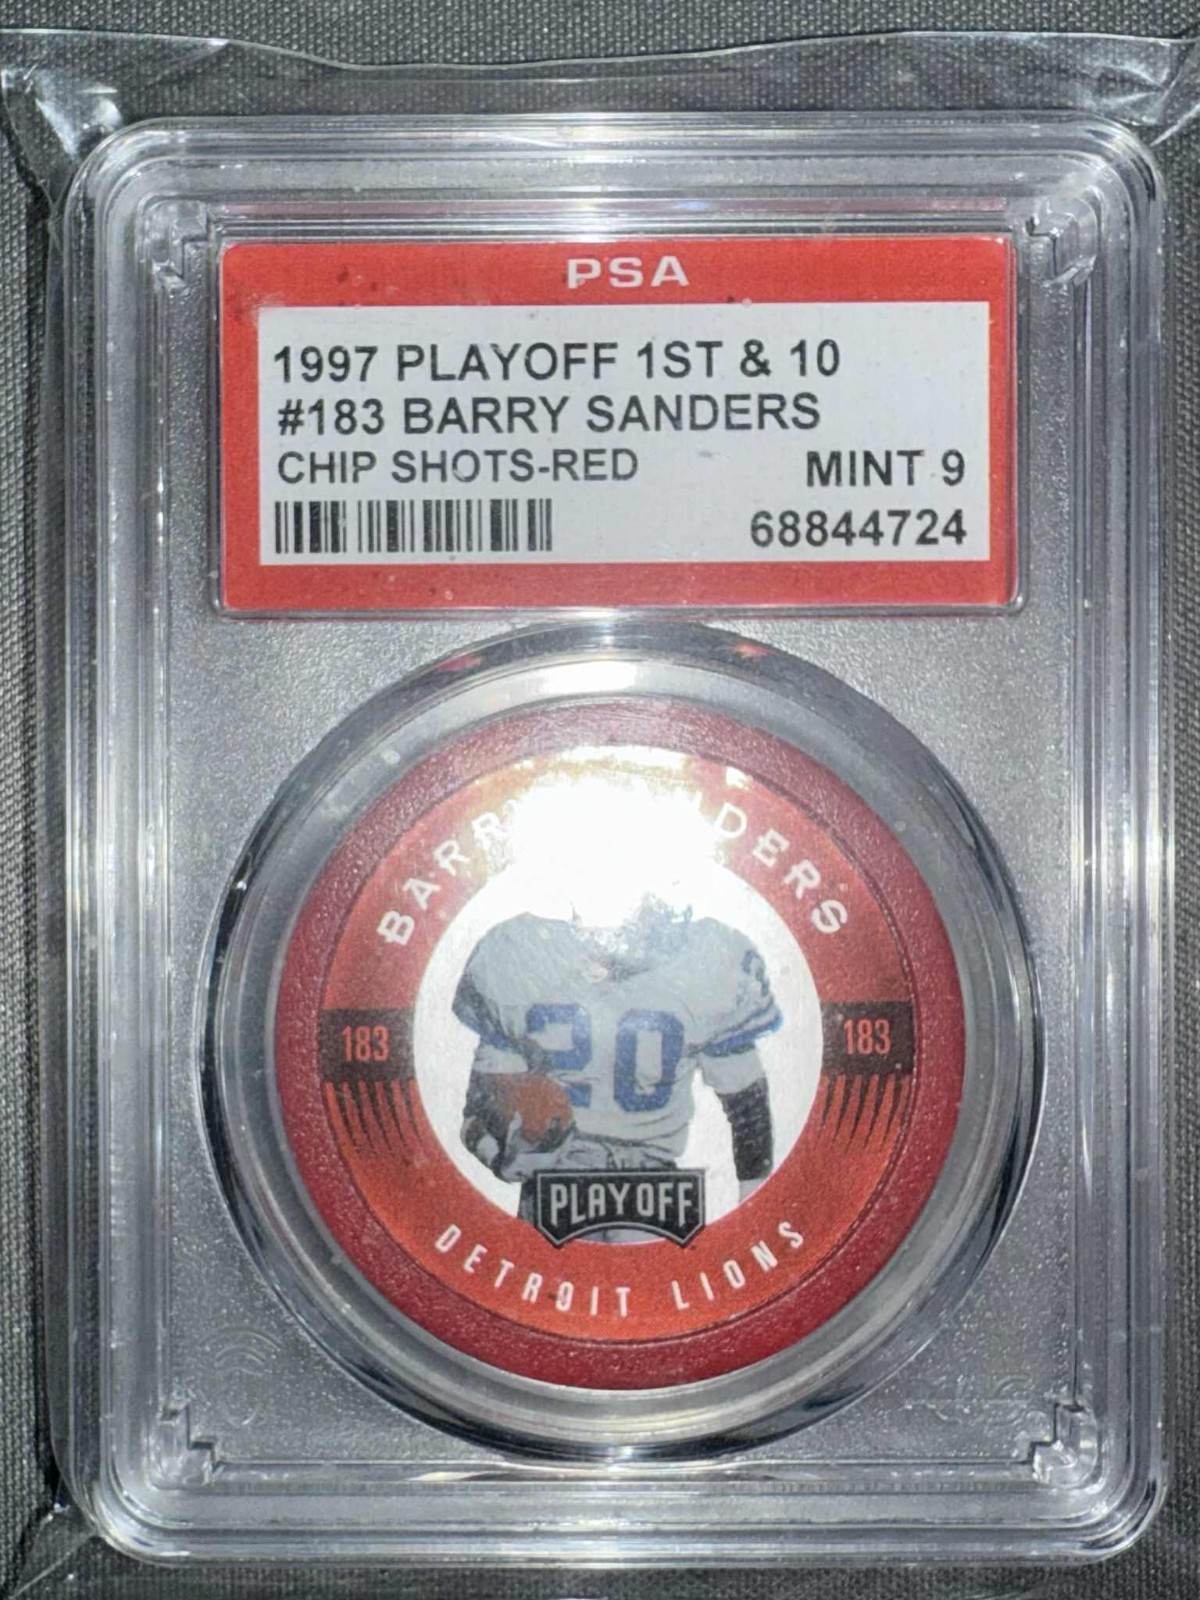 PSA
1997 PLAYOFF 1ST & 10
#183 BARRY SANDERS
CHIP SHOTS-RED
MINT 9
68844724
183
20
183
PLAYOFF
DETROIT LIONS